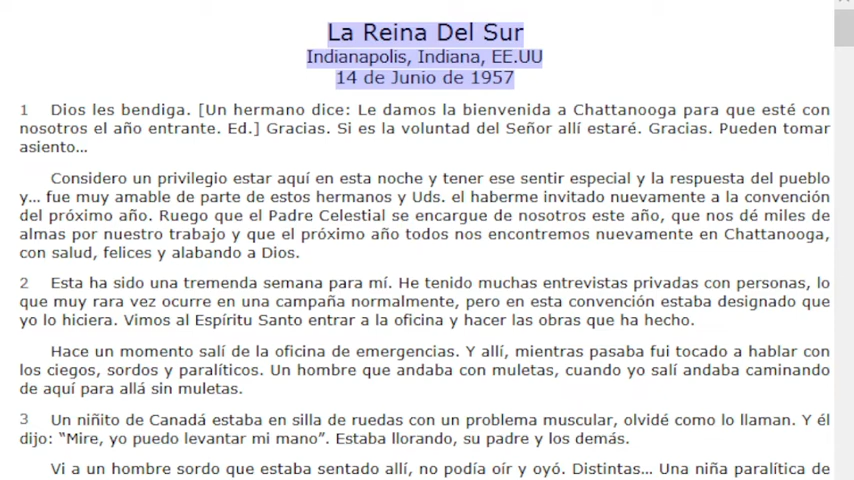 La Reina Del Sur
Indianapolis, Indiana, EE.UU
14 de Junio de 1957
1 Dios les bendiga. [Un hermano dice: Le damos la bienvenida a Chattanooga para que esté con
nosotros el año entrante. Ed.] Gracias. Si es la voluntad del Señor allí estaré. Gracias. Pueden tomar
asiento...
Considero un privilegio estar aquí en esta noche y tener ese sentir especial y la respuesta del pueblo
y... fue muy amable de parte de estos hermanos y Uds. el haberme invitado nuevamente a la convención
del próximo año. Ruego que el Padre Celestial se encargue de nosotros este año, que nos dé miles de
almas por nuestro trabajo y que el próximo año todos nos encontremos nuevamente en Chattanooga,
con salud, felices y alabando a Dios.
2 Esta ha sido una tremenda semana para mí. He tenido muchas entrevistas privadas con personas, lo
que muy rara vez ocurre en una campaña normalmente, pero en esta convención estaba designado que
yo lo hiciera. Vimos al Espíritu Santo entrar a la oficina y hacer las obras que ha hecho.
Hace un momento salí de la oficina de emergencias. Y allí, mientras pasaba fui tocado a hablar con
los ciegos, sordos y paralíticos. Un hombre que andaba con muletas, cuando yo salí andaba caminando
de aquí para allá sin muletas.
3 Un niñito de Canadá estaba en silla de ruedas con un problema muscular, olvidé como lo llaman. Y él
dijo: “Mire, yo puedo levantar mi mano”. Estaba llorando, su padre y los demás.
Vi a un hombre sordo que estaba sentado allí, no podía oír y oyó. Distintas... Una niña paralítica de